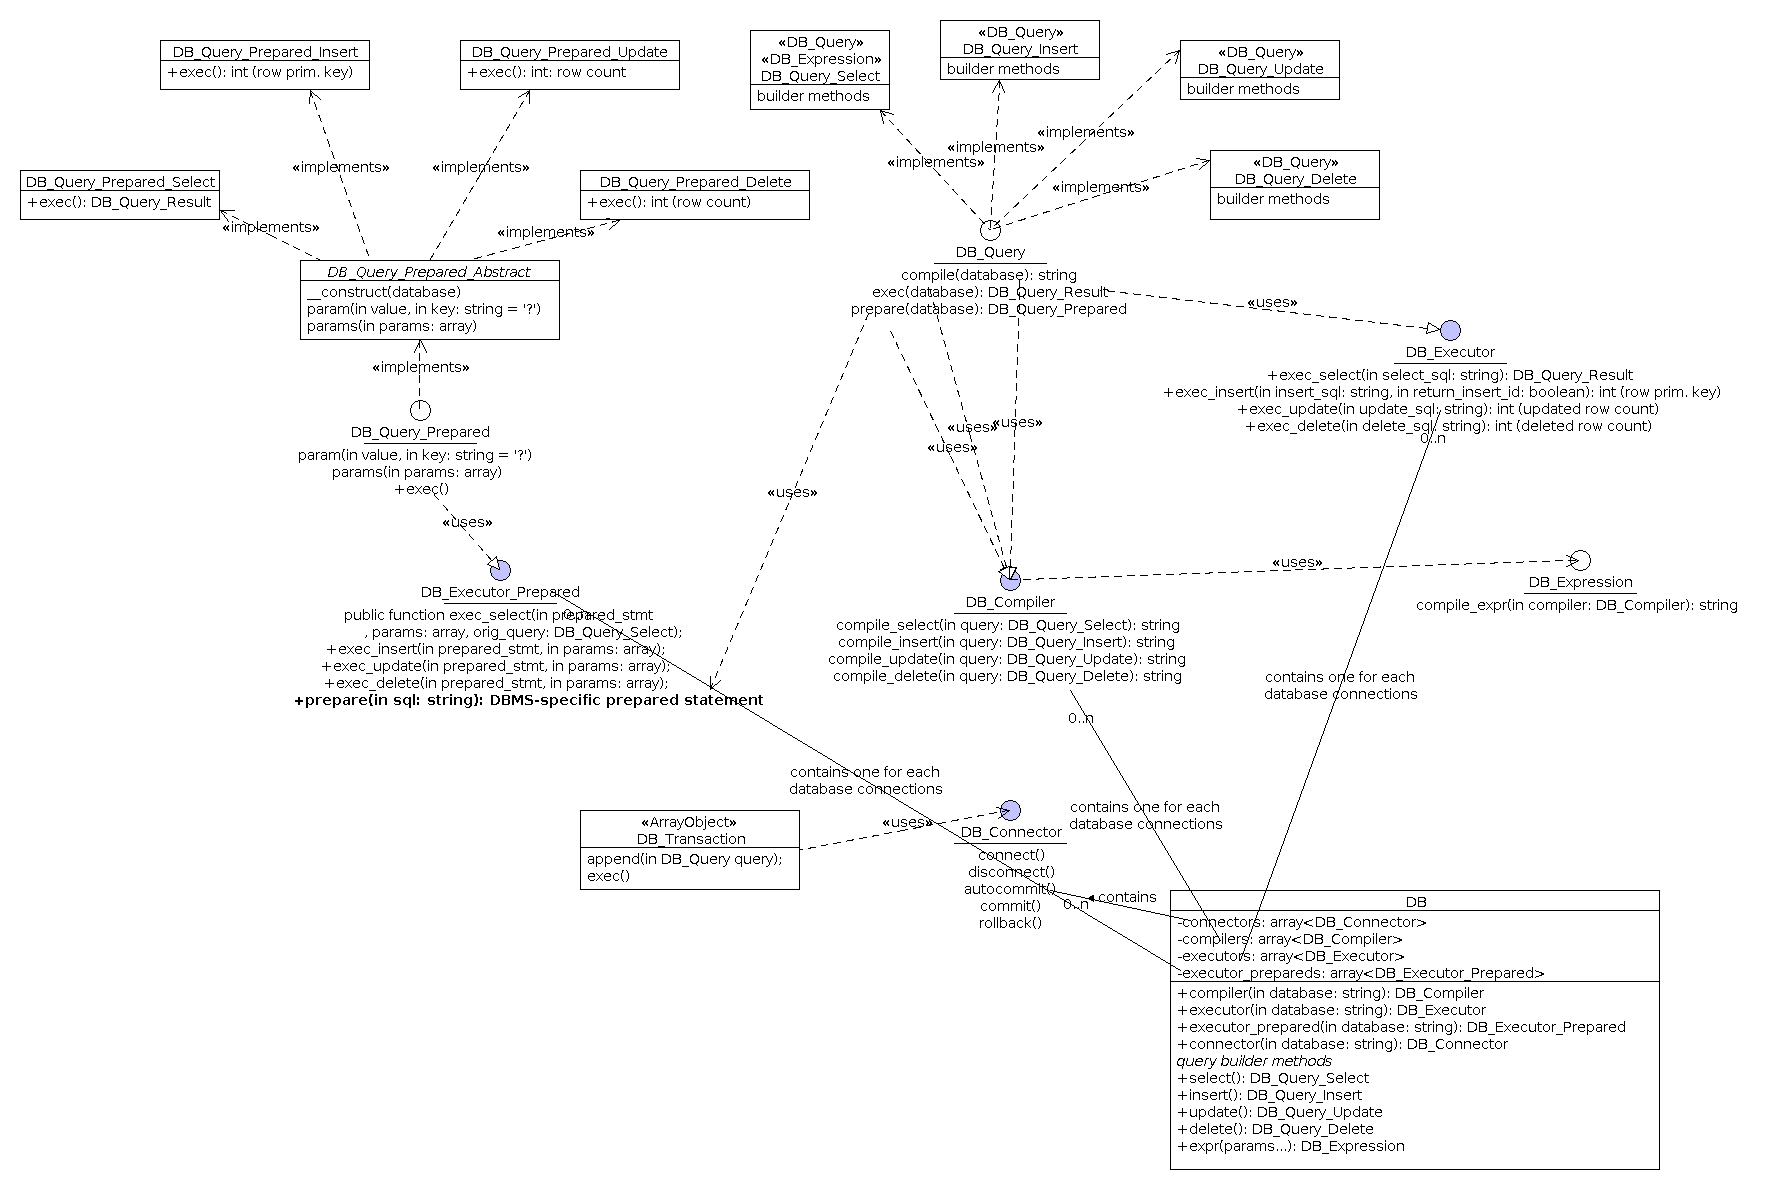 DB_Query_Prepared_Insert
+exec(): int (row prim. key)
DB_Query_Prepared_Update
+exec(): int: row count
«DB_Query»
«DB_Expression»
DB_Query_Select
builder methods
«DB_Query»
DB_Query_Insert
builder methods
«DB_Query»
DB_Query_Update
builder methods
«implements»
«implements»
«implements»
«implements»
«implements»
DB_Query_Prepared_Select
+exec(): DB_Query_Result
DB_Query_Prepared_Delete
+exec(): int (row count)
«DB_Query»
DB_Query_Delete
builder methods
«implements»
«implements»
«implements»
DB_Query_Prepared_Abstract
__construct(database)
param(in value, in key: string = '?')
params(in params: array)
DB_Query
compile(database): string
exec(database): DB_Query_Result
prepare(database): DB_Query_Prepared
«uses»
«implements»
DB_Executor
+exec_select(in select_sql: string): DB_Query_Result
+exec_insert(in insert_sql: string, in return_insert_id: boolean): int (row prim. key)
+exec_update(in update_sql: string): int (updated row count)
+exec_delete(in delete_sql: string): int (deleted row count)
0..n
DB_Query_Prepared
param(in value, in key: string = '?')
params(in params: array)
+exec()
«uses»
«uses»
«uses»
«uses»
«uses»
«uses»
DB_Expression
compile_expr(in compiler: DB_Compiler): string
DB_Executor_Prepared
0..n
public function exec_select(in prepared_stmt
, params: array, orig_query: DB_Query_Select);
+exec_insert(in prepared_stmt, in params: array);
+exec_update(in prepared_stmt, in params: array);
+exec_delete(in prepared_stmt, in params: array);
+prepare(in sql: string): DBMS-specific prepared statement
DB_Compiler
compile_select(in query: DB_Query_Select): string
compile_insert(in query: DB_Query_Insert): string
compile_update(in query: DB_Query_Update): string
compile_delete(in query: DB_Query_Delete): string
0..n
contains one for each
database connections
contains one for each
database connections
contains one for each
database connections
«ArrayObject»
DB_Transaction
append(in DB_Query query);
exec()
«uses»
DB_Connector
connect()
disconnect()
autocommit()
commit()
rollback()
0..n
contains
DB
-connectors: array<DB_Connector>
-compilers: array<DB_Compiler>
-executors: array<DB_Executor>
-executor_prepareds: array<DB_Executor_Prepared>
+compiler(in database: string): DB_Compiler
+executor(in database: string): DB_Executor
+executor_prepared(in database: string): DB_Executor_Prepared
+connector(in database: string): DB_Connector
query builder methods
+select(): DB_Query_Select
+insert(): DB_Query_Insert
+update(): DB_Query_Update
+delete(): DB_Query_Delete
+expr(params...): DB_Expression